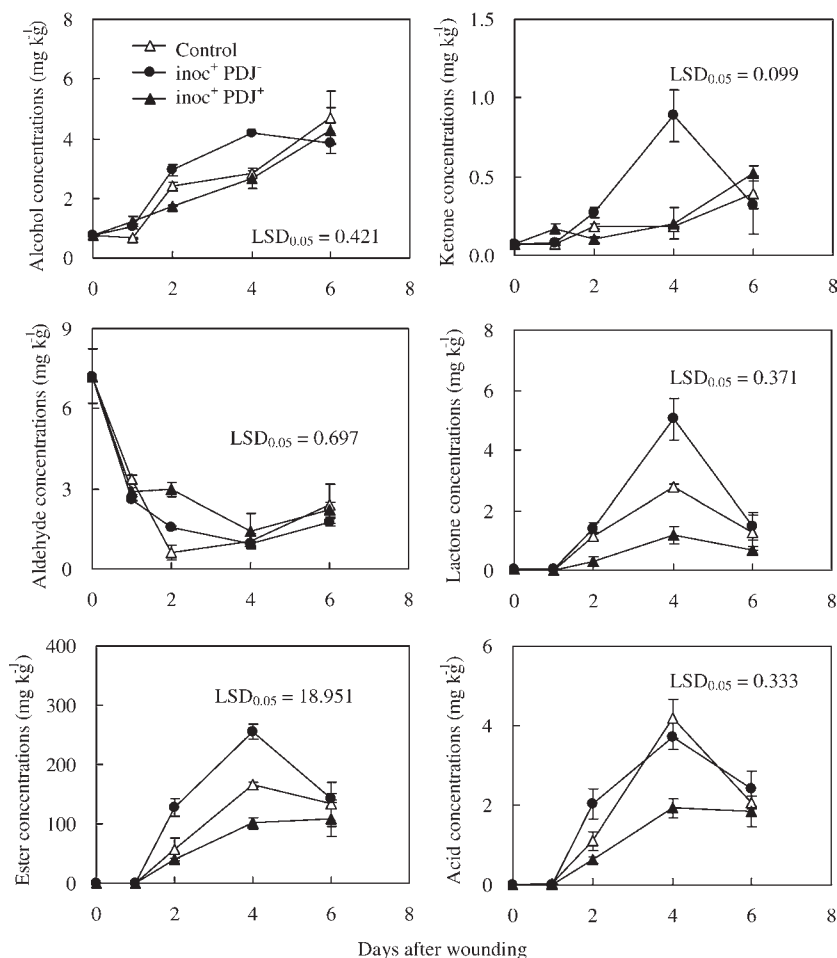 Alcohol concentrations (mg kg⁻¹)
8
6
4
2
0
Control
inoc⁺ PDJ⁻
inoc⁺ PDJ⁺
LSD0.05 = 0.421
0 2 4 6 8
Ketone concentrations (mg kg⁻¹)
1.5
1.0
0.5
0.0
LSD0.05 = 0.099
0 2 4 6 8
Aldehyde concentrations (mg kg⁻¹)
9
6
3
0
LSD0.05 = 0.697
0 2 4 6 8
Lactone concentrations (mg kg⁻¹)
8
6
4
2
0
LSD0.05 = 0.371
0 2 4 6 8
Ester concentrations (mg kg⁻¹)
400
300
200
100
0
LSD0.05 = 18.951
0 2 4 6 8
Acid concentrations (mg kg⁻¹)
6
4
2
0
LSD0.05 = 0.333
0 2 4 6 8
Days after wounding